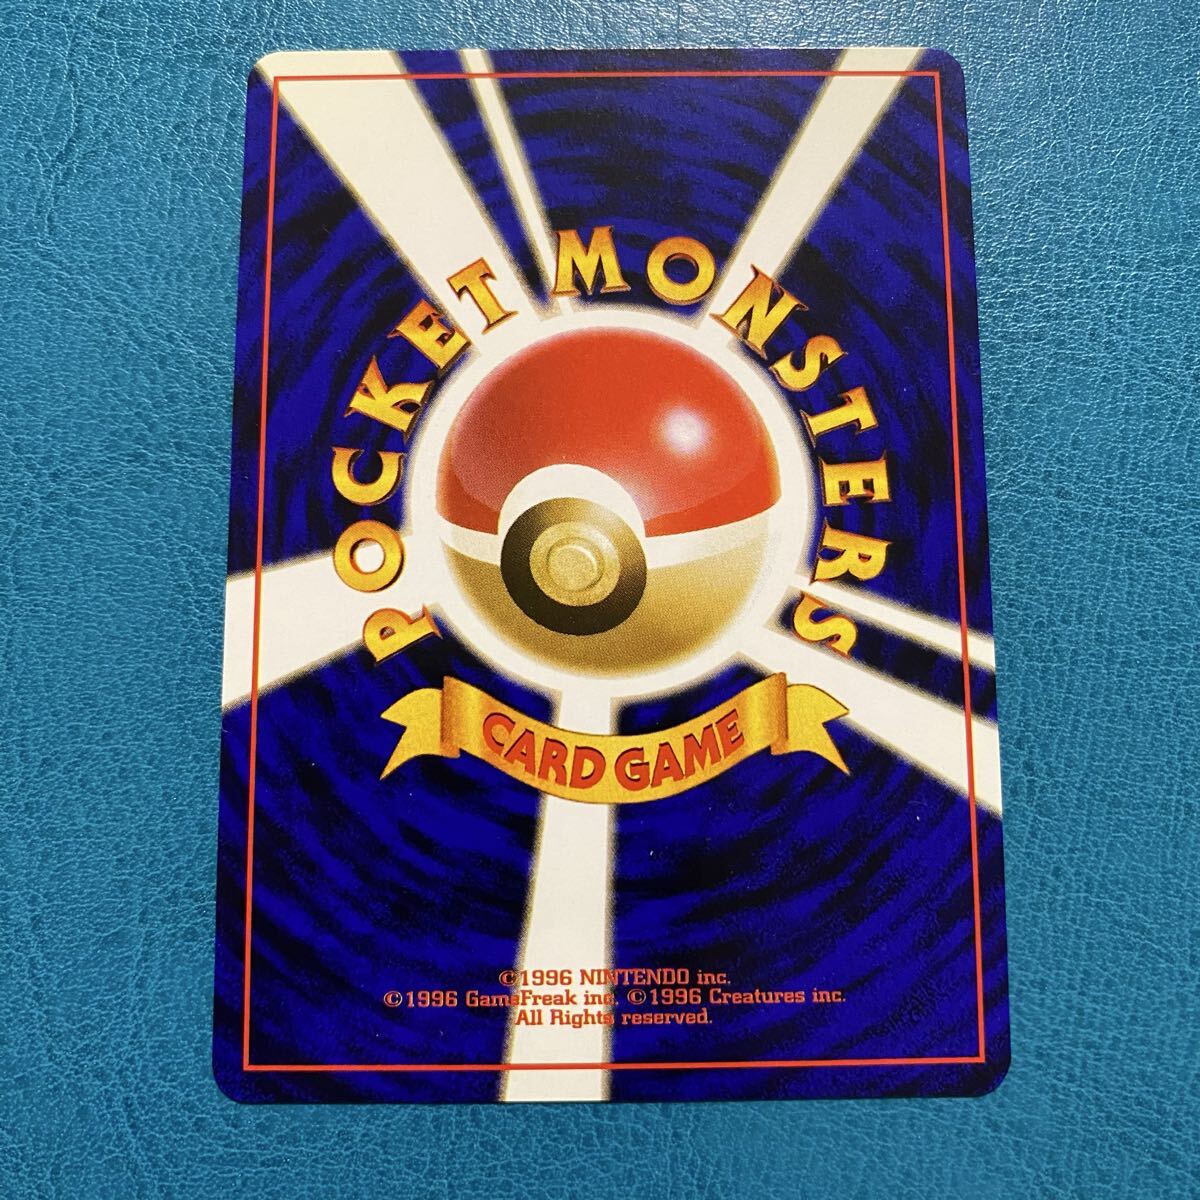 POCKET MONSTERS
CARD GAME
©1996 NINTENDO inc.
©1996 GameFreak inc. ©1996 Creatures inc.
All Rights reserved.